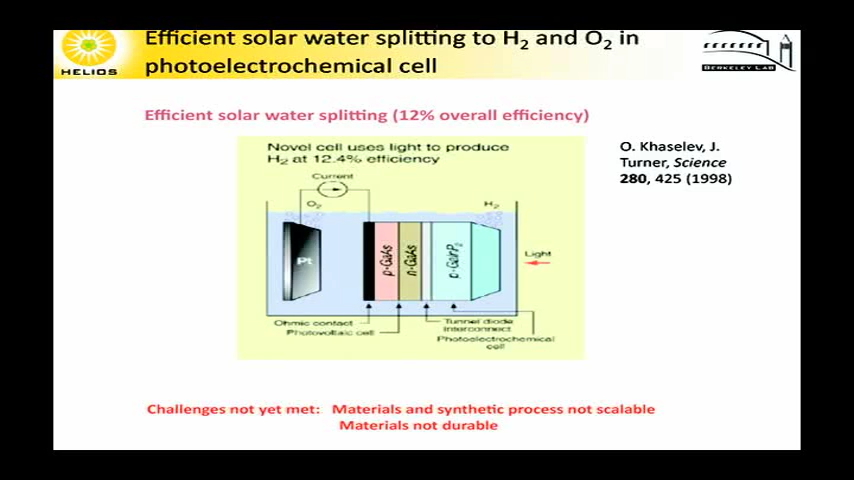 Efficient solar water splitting to H₂ and O₂ in
photoelectrochemical cell
HELIOS
BERKELEY LAB
Efficient solar water splitting (12% overall efficiency)
Novel cell uses light to produce
H₂ at 12.4% efficiency
O. Khaselev, J.
Turner, Science
280, 425 (1998)
Current
O₂
H₂
Pt
p-GaAs
n-GaAs
p-GaInP₂
Light
Ohmic contact
Tunnel diode
interconnect
Photovoltaic cell
Photoelectrochemical
cell
Challenges not yet met: Materials and synthetic process not scalable
Materials not durable